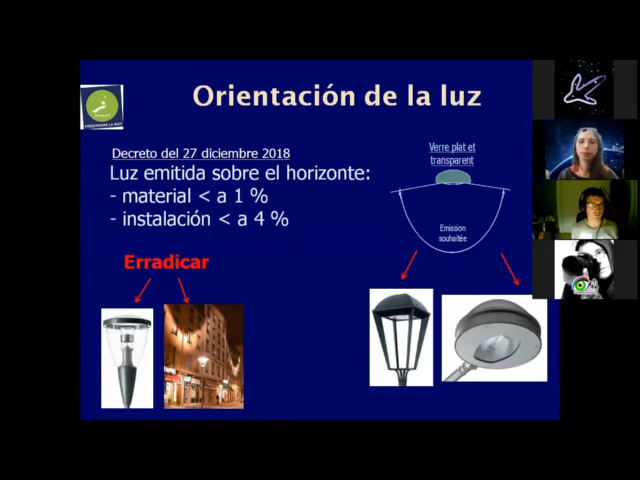 Orientación de la luz
Decreto del 27 diciembre 2018
Luz emitida sobre el horizonte:
- material < a 1 %
- instalación < a 4 %
Erradicar
Verre plat et
transparent
Emission
souhaitée